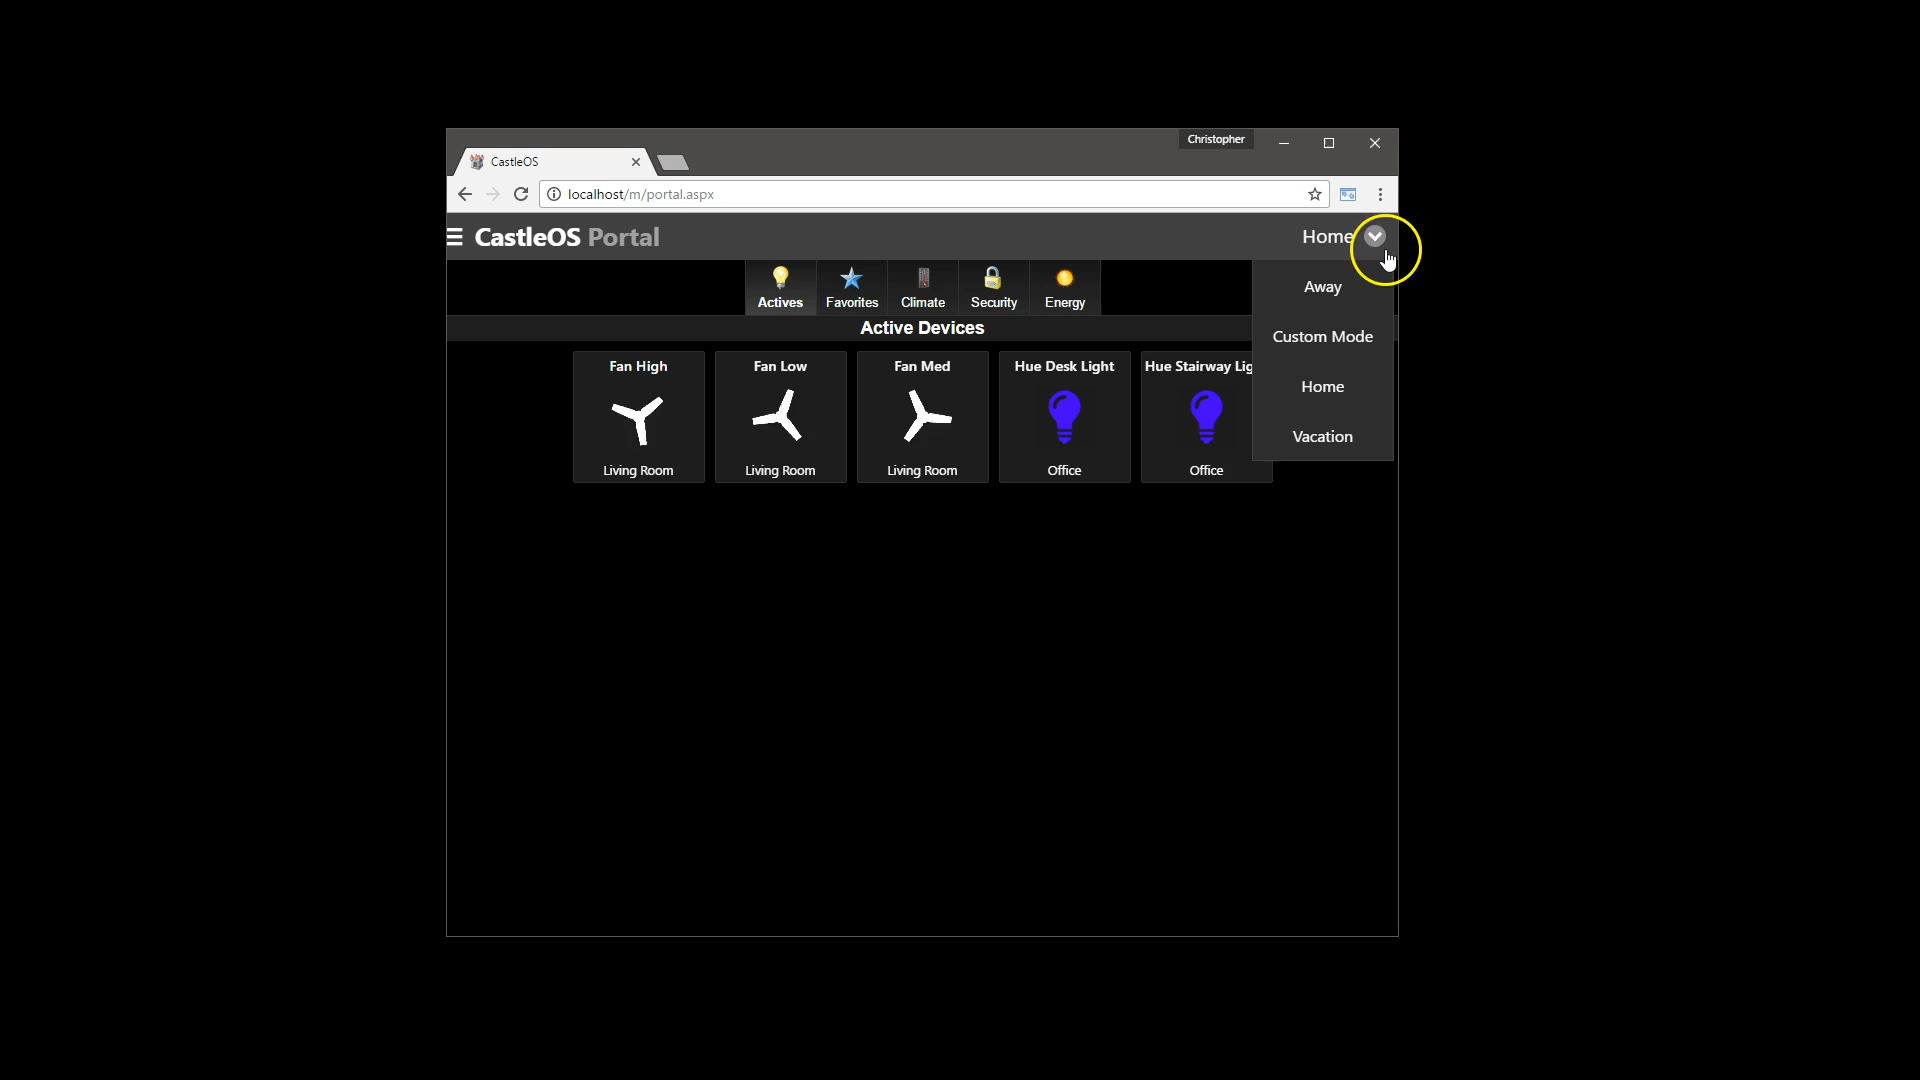 Christopher
CastleOS
localhost/m/portal.aspx
CastleOS Portal
Home
Actives
Favorites
Climate
Security
Energy
Away
Custom Mode
Home
Vacation
Active Devices
Fan High
Living Room
Fan Low
Living Room
Fan Med
Living Room
Hue Desk Light
Office
Hue Stairway
Office